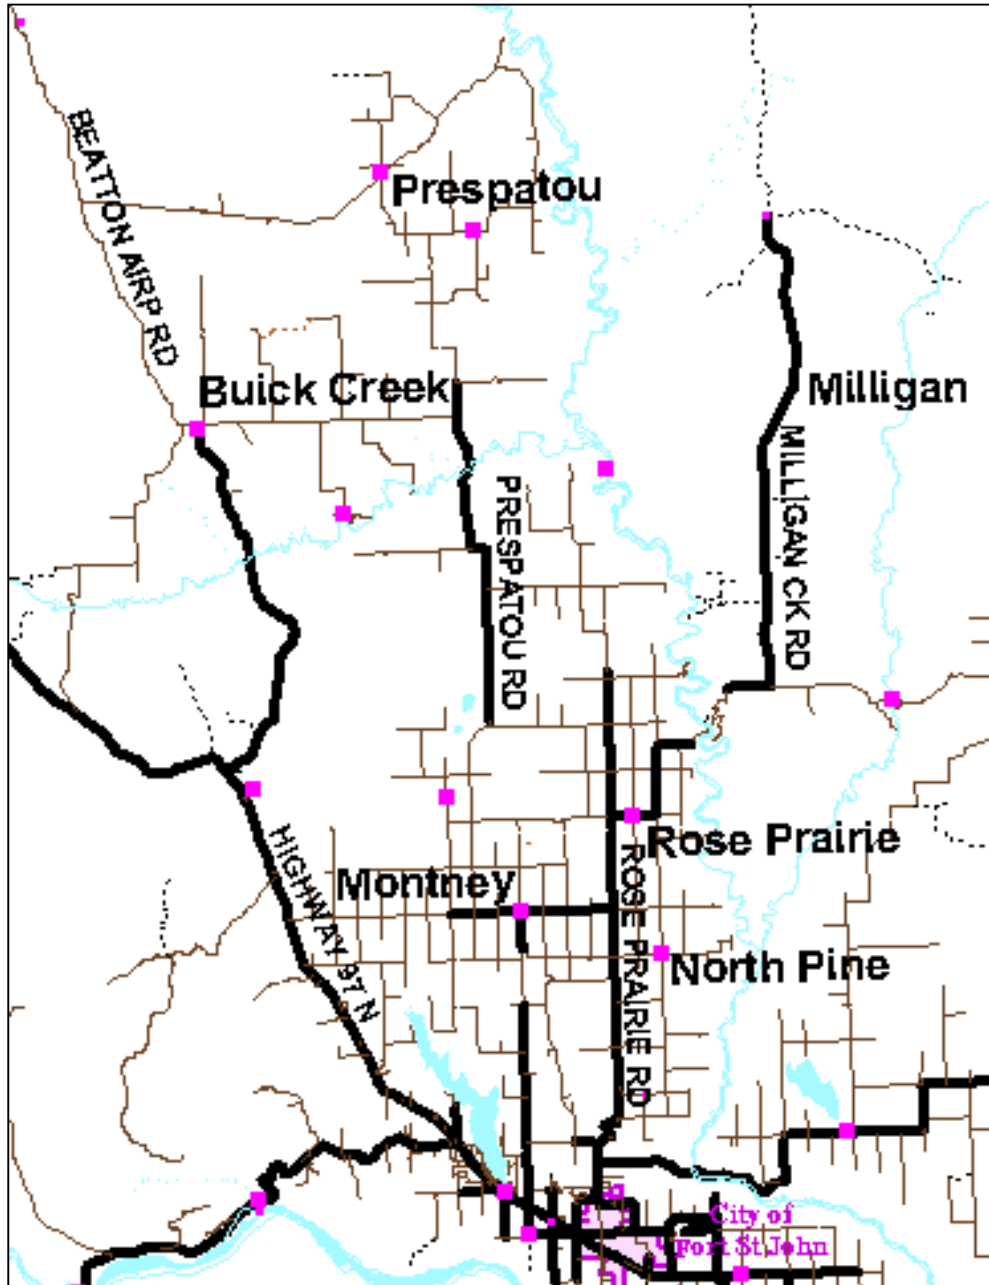 Prespatou
BEATTON AIRP RD
Buick Creek
Milligan
MILLIGAN CK RD
PRESPATOU RD
Rose Prairie
HIGHWAY 97 N
Montney
ROSE PRAIRIE RD
North Pine
City of
Fort St John